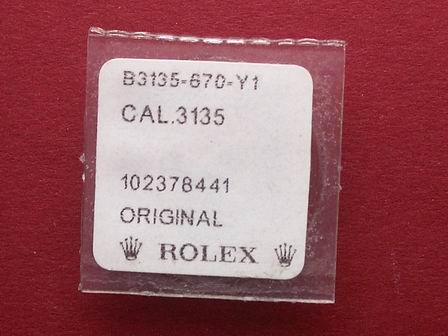 B3135-670-Y1
CAL.3135
102378441
ORIGINAL
ROLEX